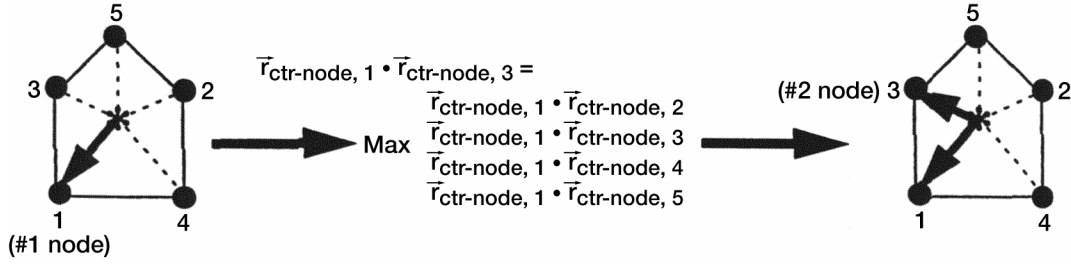 5
3
2
1
4
(#1 node)
r⃗ctr-node, 1 • r⃗ctr-node, 3 =
Max
r⃗ctr-node, 1 • r⃗ctr-node, 2
r⃗ctr-node, 1 • r⃗ctr-node, 3
r⃗ctr-node, 1 • r⃗ctr-node, 4
r⃗ctr-node, 1 • r⃗ctr-node, 5
5
(#2 node) 3
2
1
4